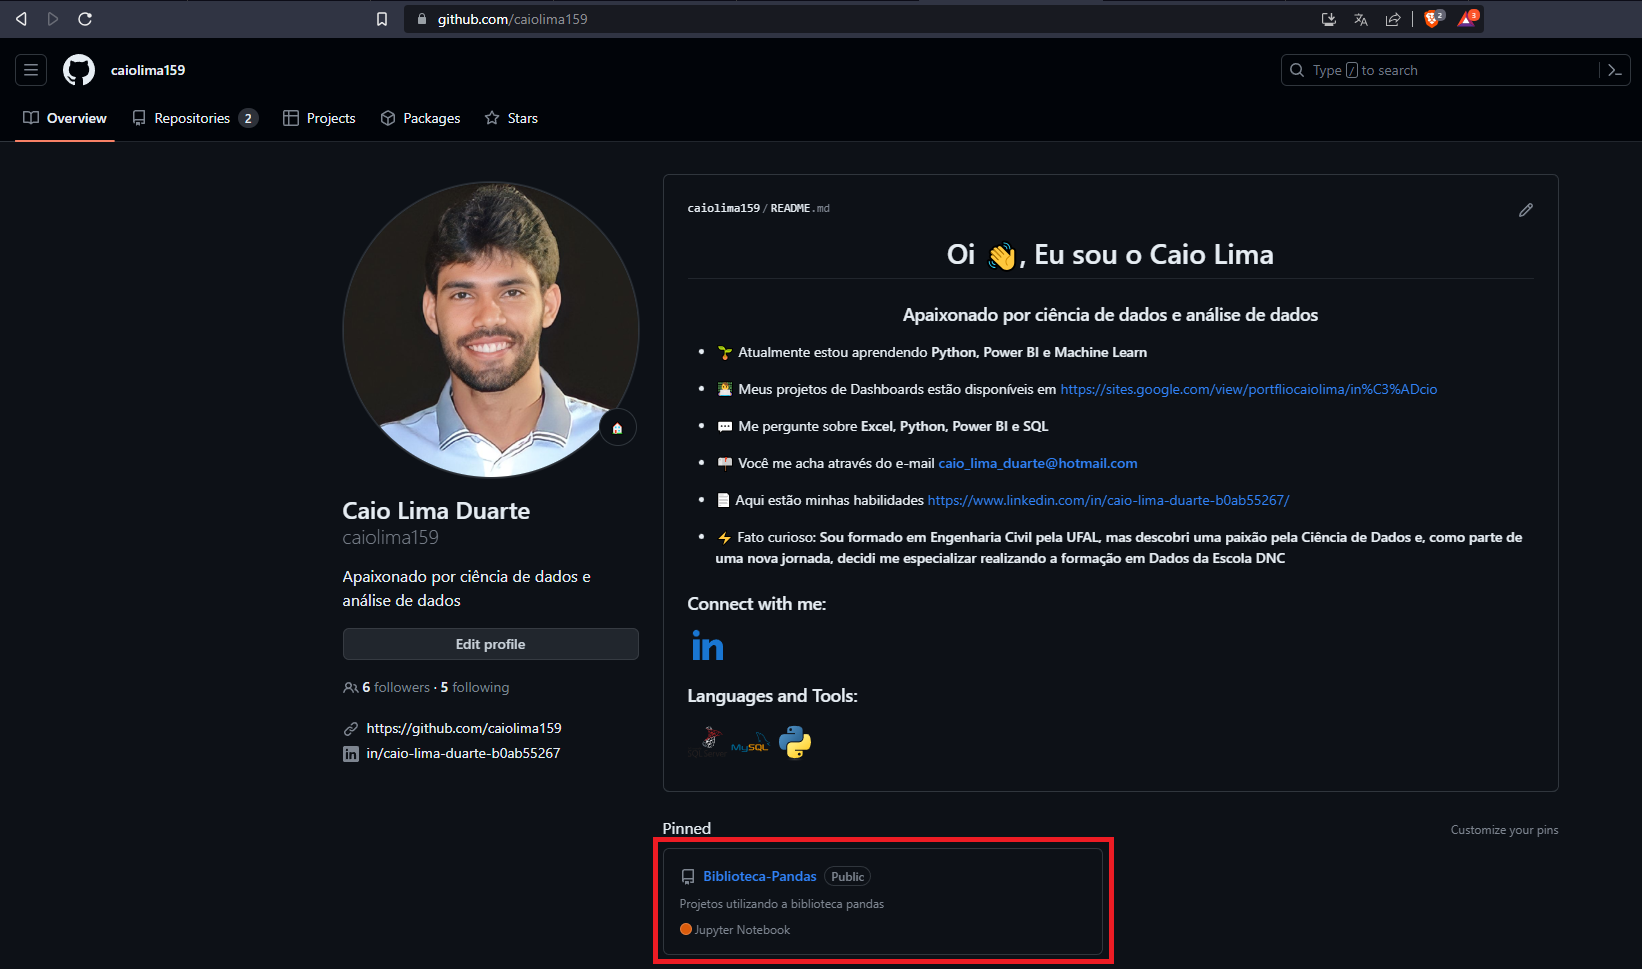 github.com/caiolima159
2
3
caiolima159
Type / to search
Overview
Repositories 2
Projects
Packages
Stars
caiolima159/README.md
Oi 👋, Eu sou o Caio Lima
Apaixonado por ciência de dados e análise de dados
• 🌱 Atualmente estou aprendendo Python, Power BI e Machine Learn
• 👨‍💻 Meus projetos de Dashboards estão disponíveis em https://sites.google.com/view/portfliocaiolima/in%C3%ADcio
• 💬 Me pergunte sobre Excel, Python, Power BI e SQL
• 📫 Você me acha através do e-mail caio_lima_duarte@hotmail.com
• 📄 Aqui estão minhas habilidades https://www.linkedin.com/in/caio-lima-duarte-b0ab55267/
• ⚡ Fato curioso: Sou formado em Engenharia Civil pela UFAL, mas descobri uma paixão pela Ciência de Dados e, como parte de
uma nova jornada, decidi me especializar realizando a formação em Dados da Escola DNC
Connect with me:
in
Languages and Tools:
SQL Server
MySQL
Caio Lima Duarte
caiolima159
Apaixonado por ciência de dados e
análise de dados
Edit profile
6 followers · 5 following
https://github.com/caiolima159
in/caio-lima-duarte-b0ab55267
Pinned
Customize your pins
Biblioteca-Pandas Public
Projetos utilizando a biblioteca pandas
Jupyter Notebook